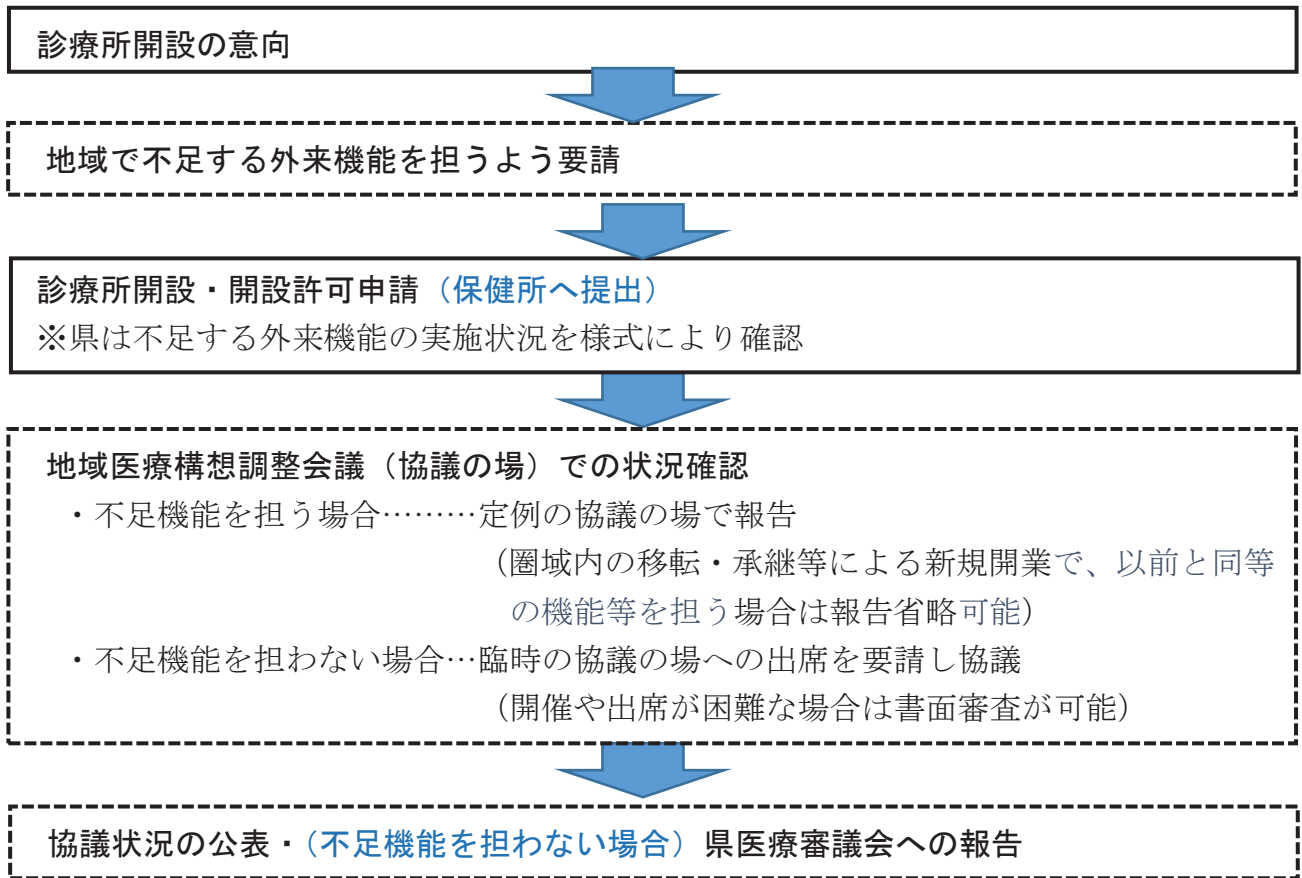 診療所開設の意向
地域で不足する外来機能を担うよう要請
診療所開設・開設許可申請（保健所へ提出）
※県は不足する外来機能の実施状況を様式により確認
地域医療構想調整会議（協議の場）での状況確認
・不足機能を担う場合………定例の協議の場で報告
（圏域内の移転・承継等による新規開業で、以前と同等
の機能等を担う場合は報告省略可能）
・不足機能を担わない場合…臨時の協議の場への出席を要請し協議
（開催や出席が困難な場合は書面審査が可能）
協議状況の公表・（不足機能を担わない場合）県医療審議会への報告